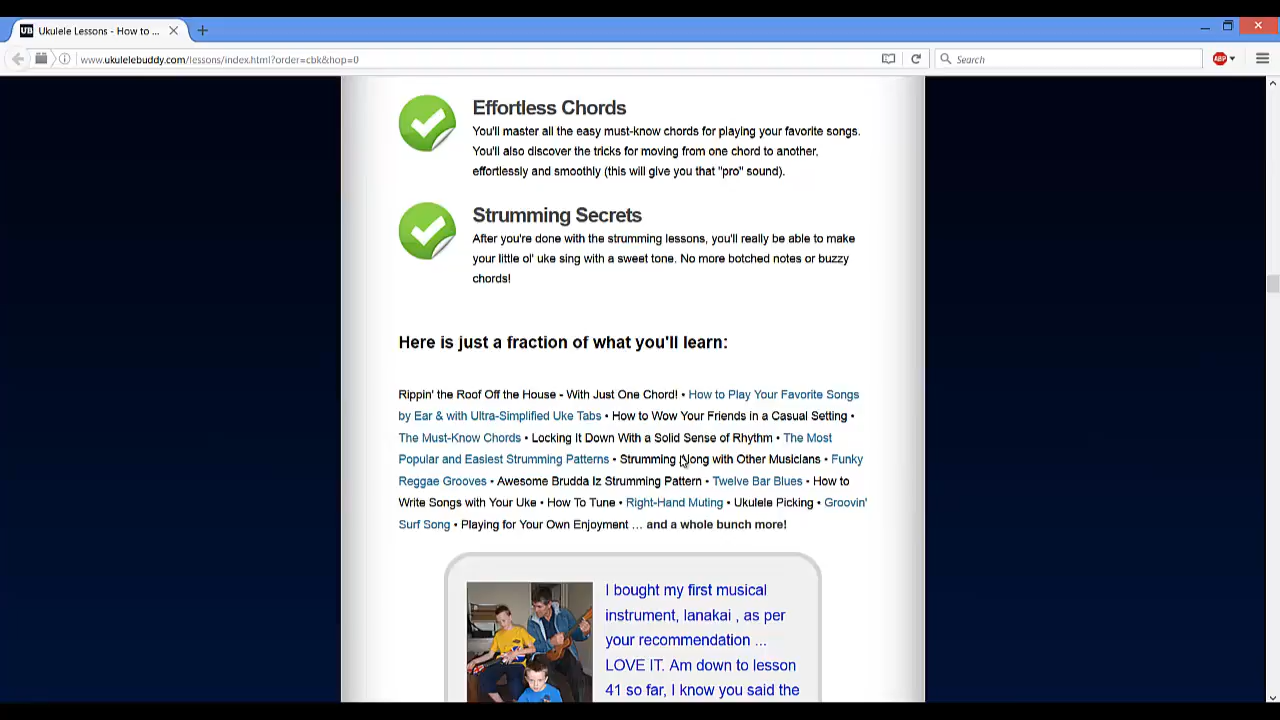 UB Ukulele Lessons - How to ...
www.ukulelebuddy.com/lessons/index.html?order=cbk&hop=0
Search
ABP
Effortless Chords
You'll master all the easy must-know chords for playing your favorite songs.
You'll also discover the tricks for moving from one chord to another,
effortlessly and smoothly (this will give you that "pro" sound).
Strumming Secrets
After you're done with the strumming lessons, you'll really be able to make
your little ol' uke sing with a sweet tone. No more botched notes or buzzy
chords!
Here is just a fraction of what you'll learn:
Rippin' the Roof Off the House - With Just One Chord! • How to Play Your Favorite Songs
by Ear & with Ultra-Simplified Uke Tabs • How to Wow Your Friends in a Casual Setting •
The Must-Know Chords • Locking It Down With a Solid Sense of Rhythm • The Most
Popular and Easiest Strumming Patterns • Strumming Along with Other Musicians • Funky
Reggae Grooves • Awesome Brudda Iz Strumming Pattern • Twelve Bar Blues • How to
Write Songs with Your Uke • How To Tune • Right-Hand Muting • Ukulele Picking • Groovin'
Surf Song • Playing for Your Own Enjoyment ... and a whole bunch more!
I bought my first musical
instrument, lanakai , as per
your recommendation ...
LOVE IT. Am down to lesson
41 so far, I know you said the